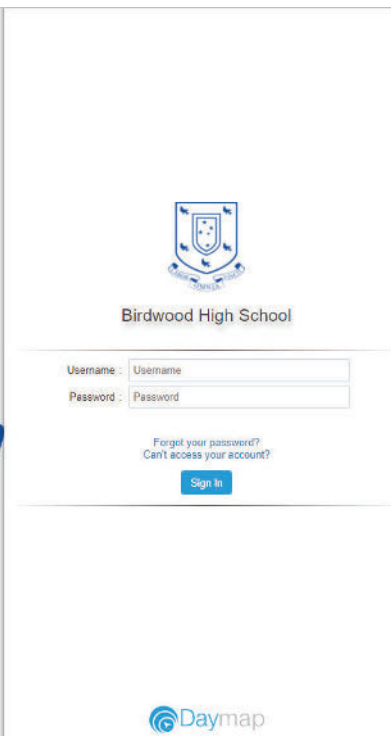 Birdwood High School
Username : Username
Password : Password
Forgot your password?
Can't access your account?
Sign In
Daymap